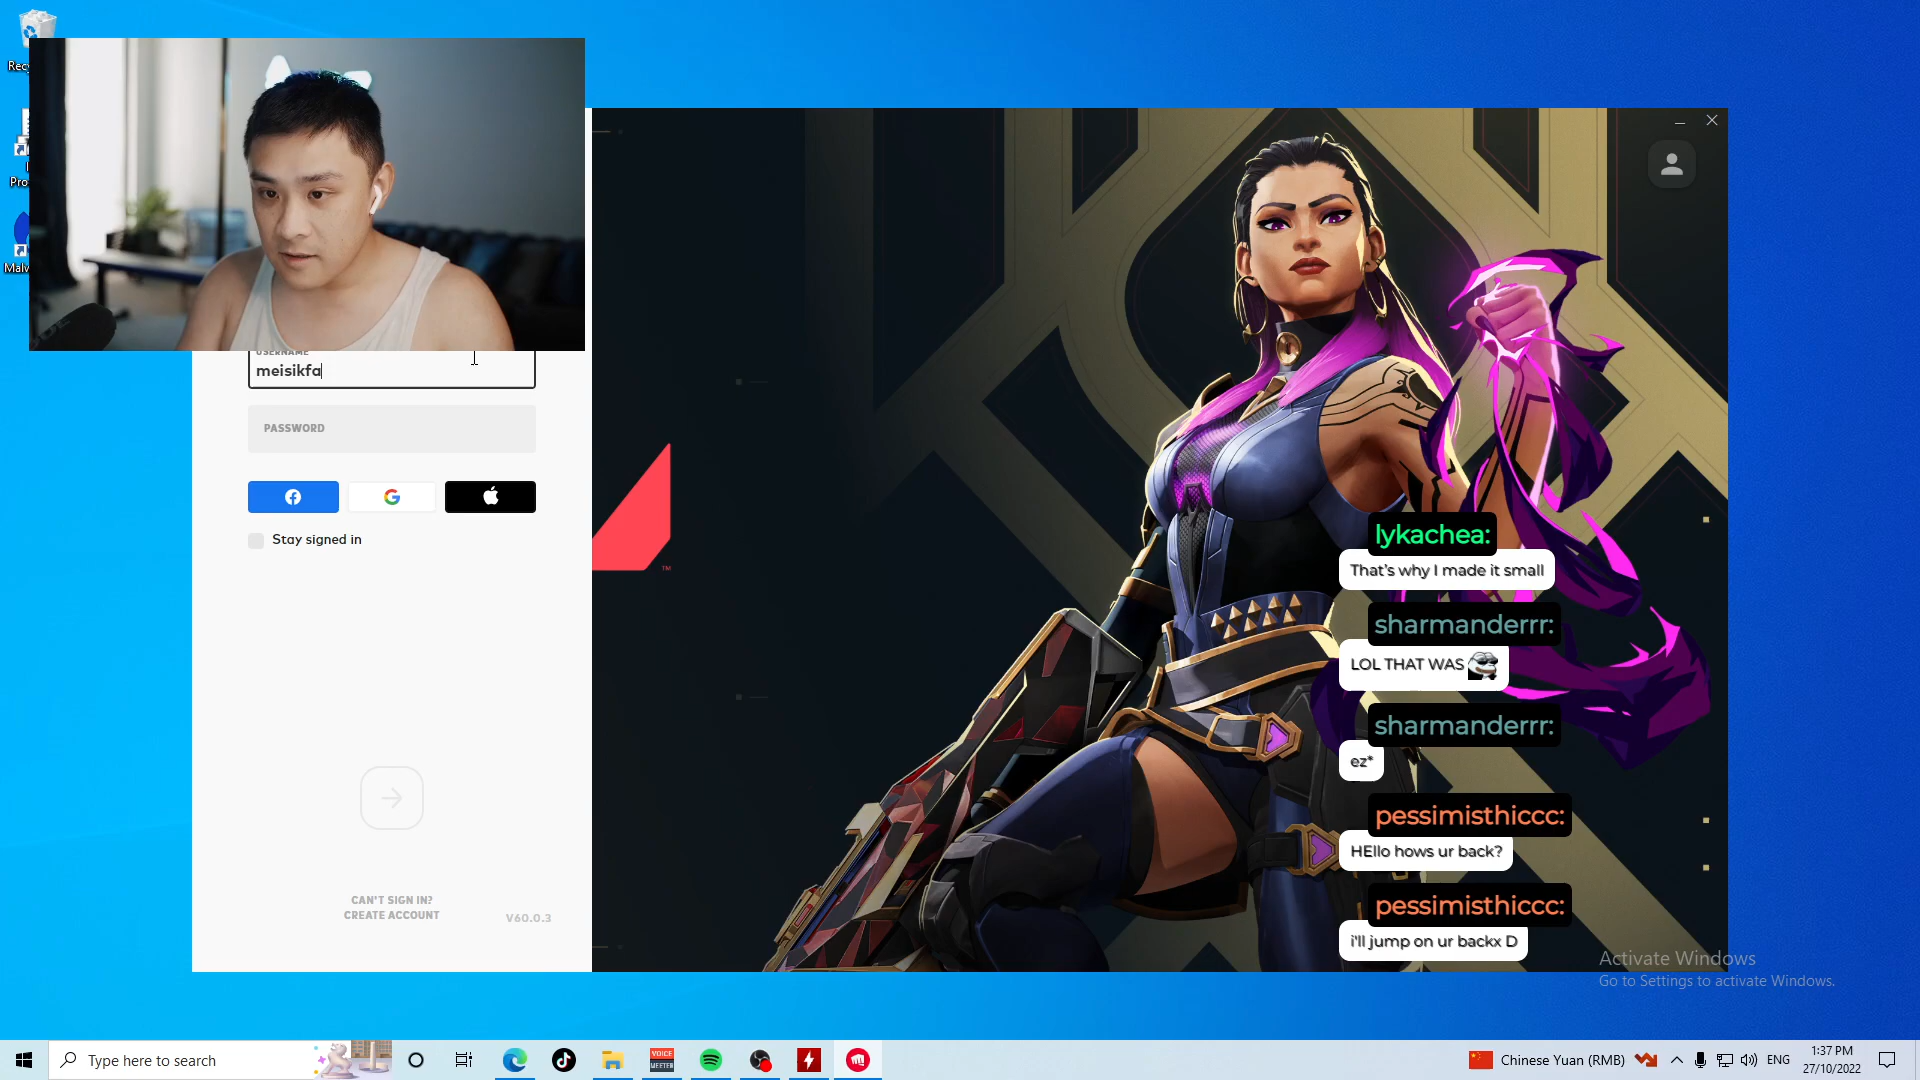 USERNAME
meisikfa
PASSWORD
Stay signed in
CAN'T SIGN IN?
CREATE ACCOUNT
V60.0.3
TM
lykachea:
That's why I made it small
sharmanderrr:
LOL THAT WAS
sharmanderrr:
ez*
pessimisthiccc:
HEllo hows ur back?
pessimisthiccc:
i'll jump on ur backx D
Activate Windows
Go to Settings to activate Windows.
Type here to search
VOICE
MEETER
Chinese Yuan (RMB)
ENG
1:37 PM
27/10/2022